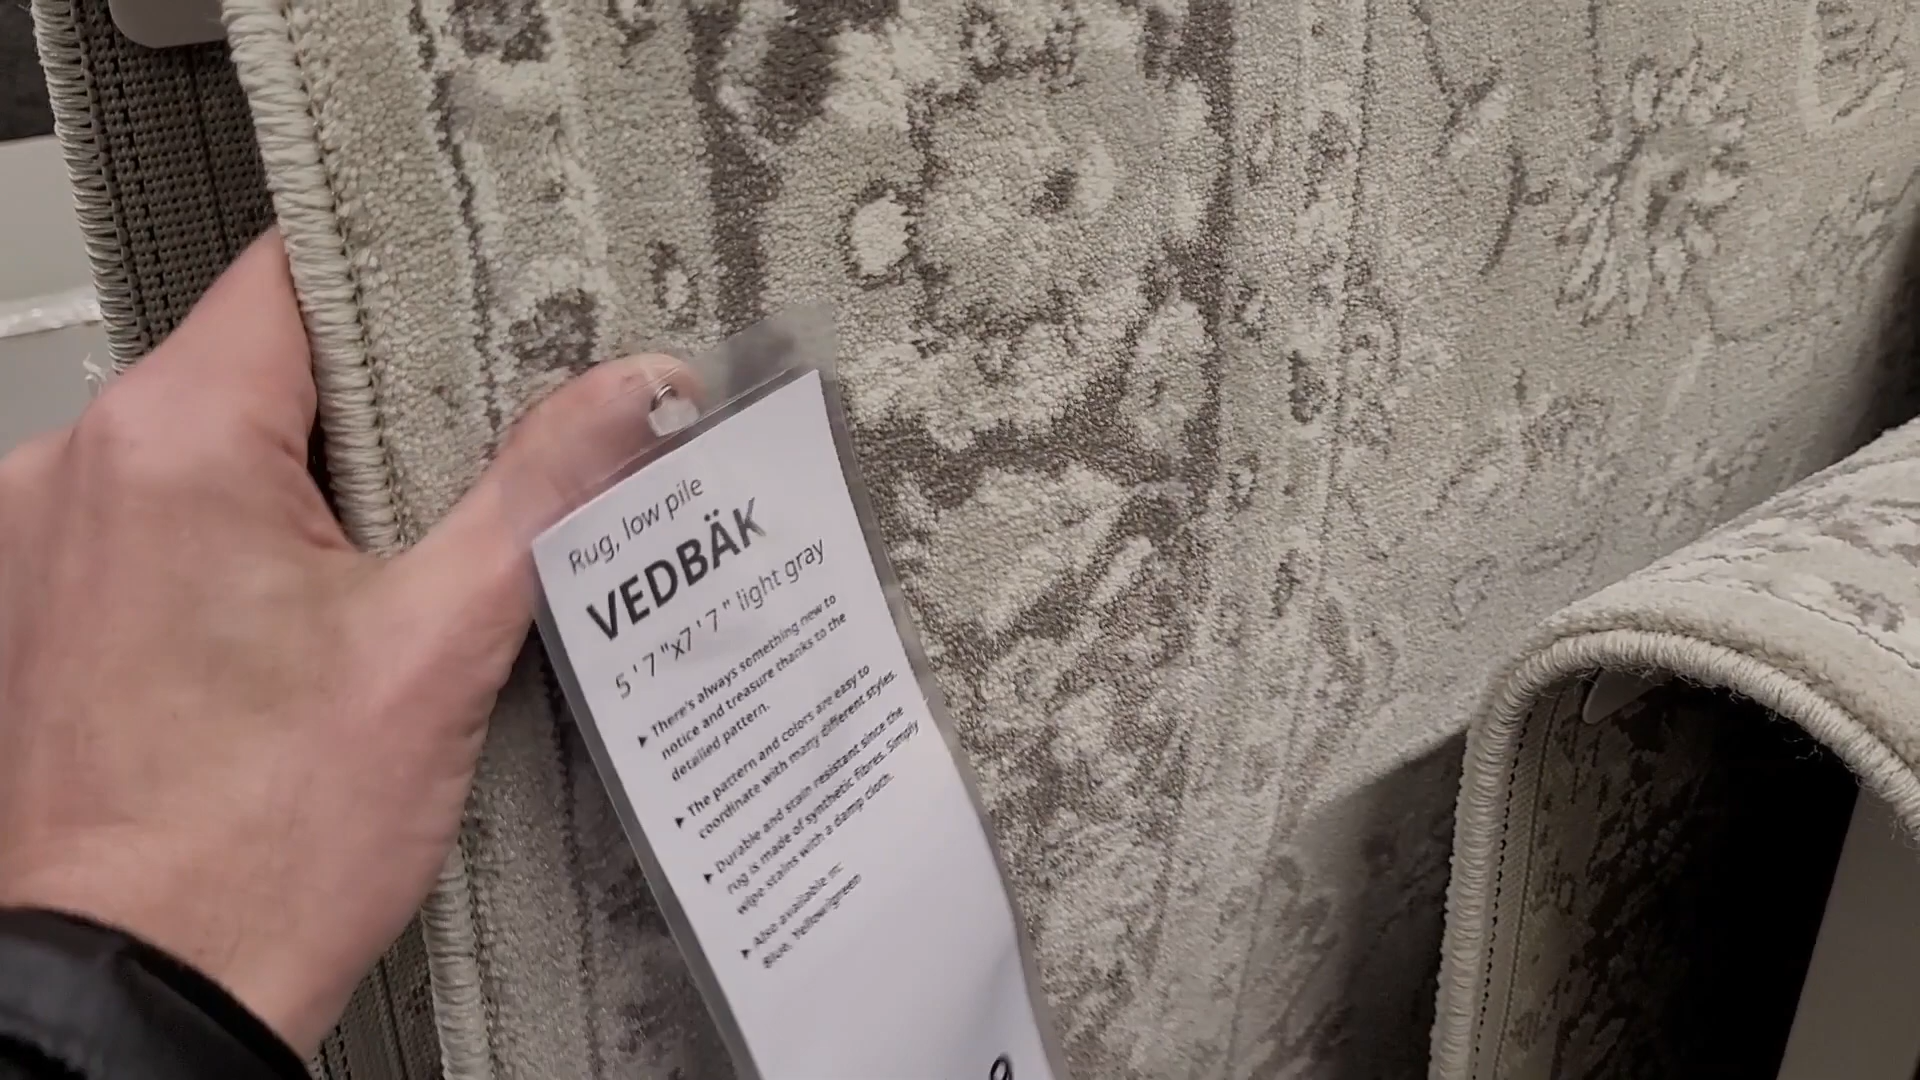 Rug, low pile
VEDBÄK
5'7"x7'7" light gray
▸ There's always something new to
notice and treasure thanks to the
detailed pattern.
▸ The pattern and colors are easy to
coordinate with many different styles.
▸ Durable and stain resistant since the
rug is made of synthetic fibres. Simply
wipe stains with a damp cloth.
▸ Also available in:
Blue, Yellow/green